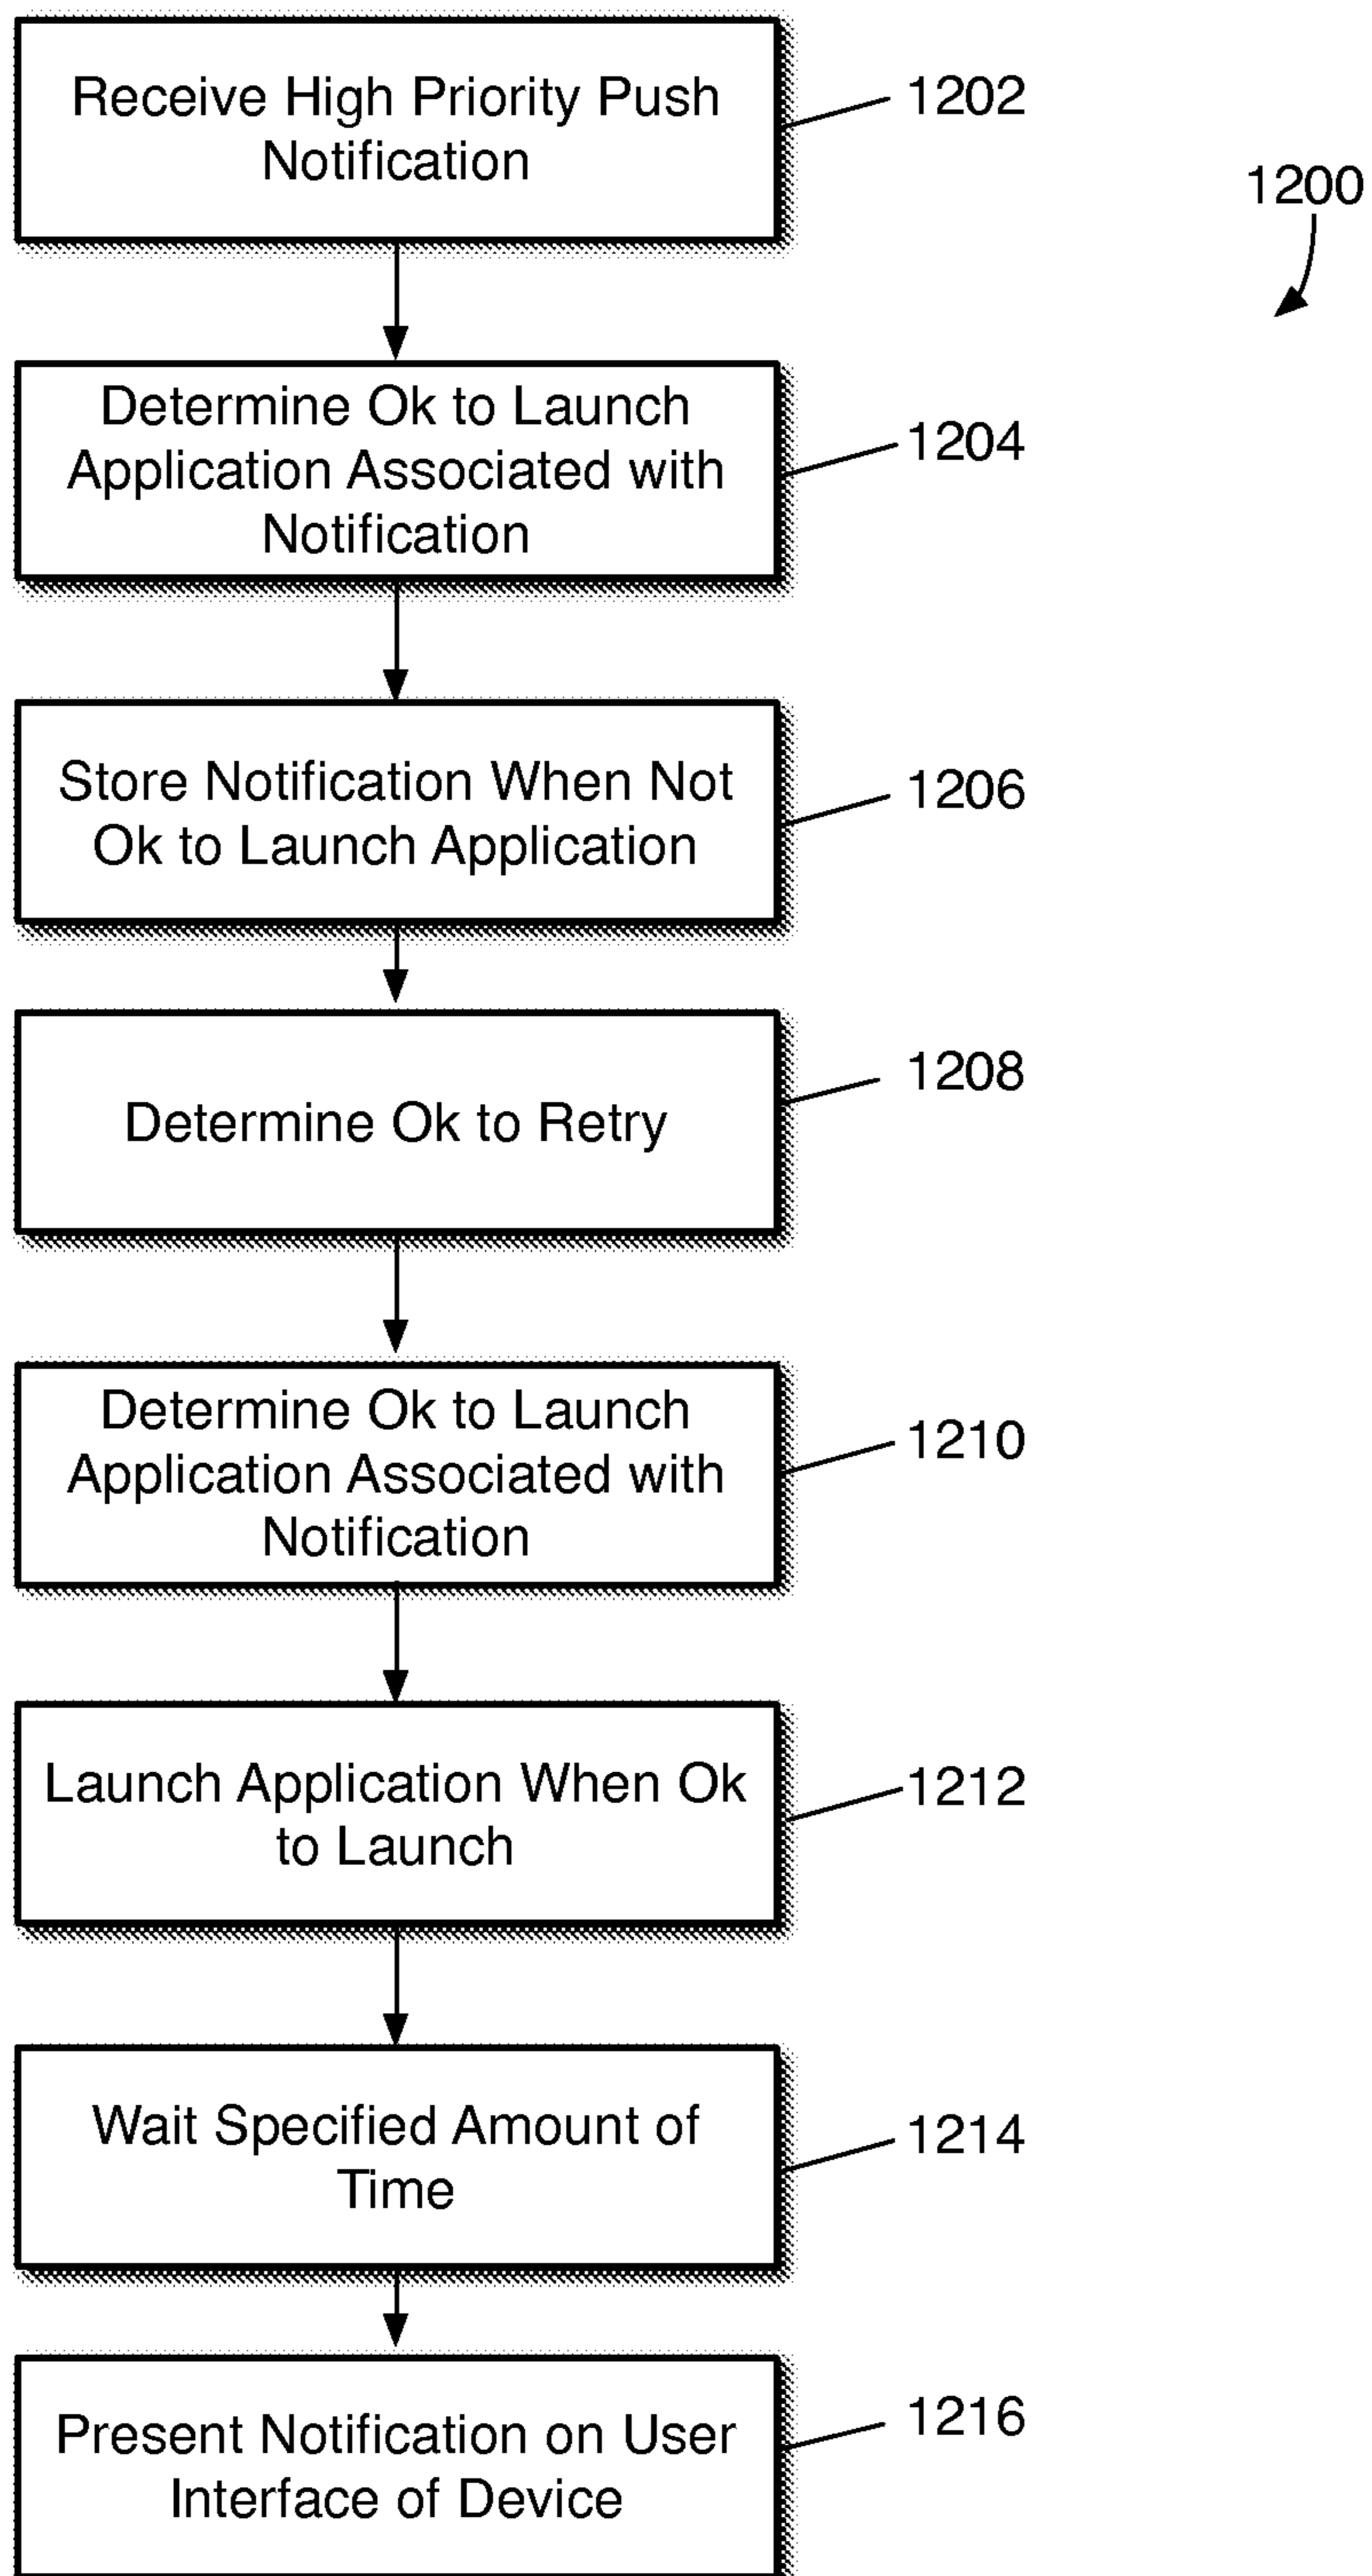 Receive High Priority Push
Notification
1202
1200
Determine Ok to Launch
Application Associated with
Notification
1204
Store Notification When Not
Ok to Launch Application
1206
Determine Ok to Retry
1208
Determine Ok to Launch
Application Associated with
Notification
1210
Launch Application When Ok
to Launch
1212
Wait Specified Amount of
Time
1214
Present Notification on User
Interface of Device
1216